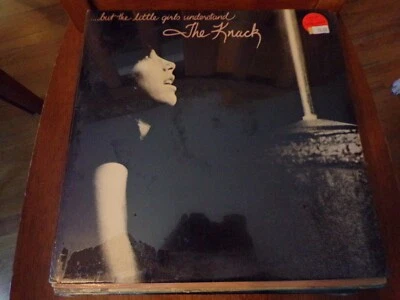 ...but the little girls understand
The Knack